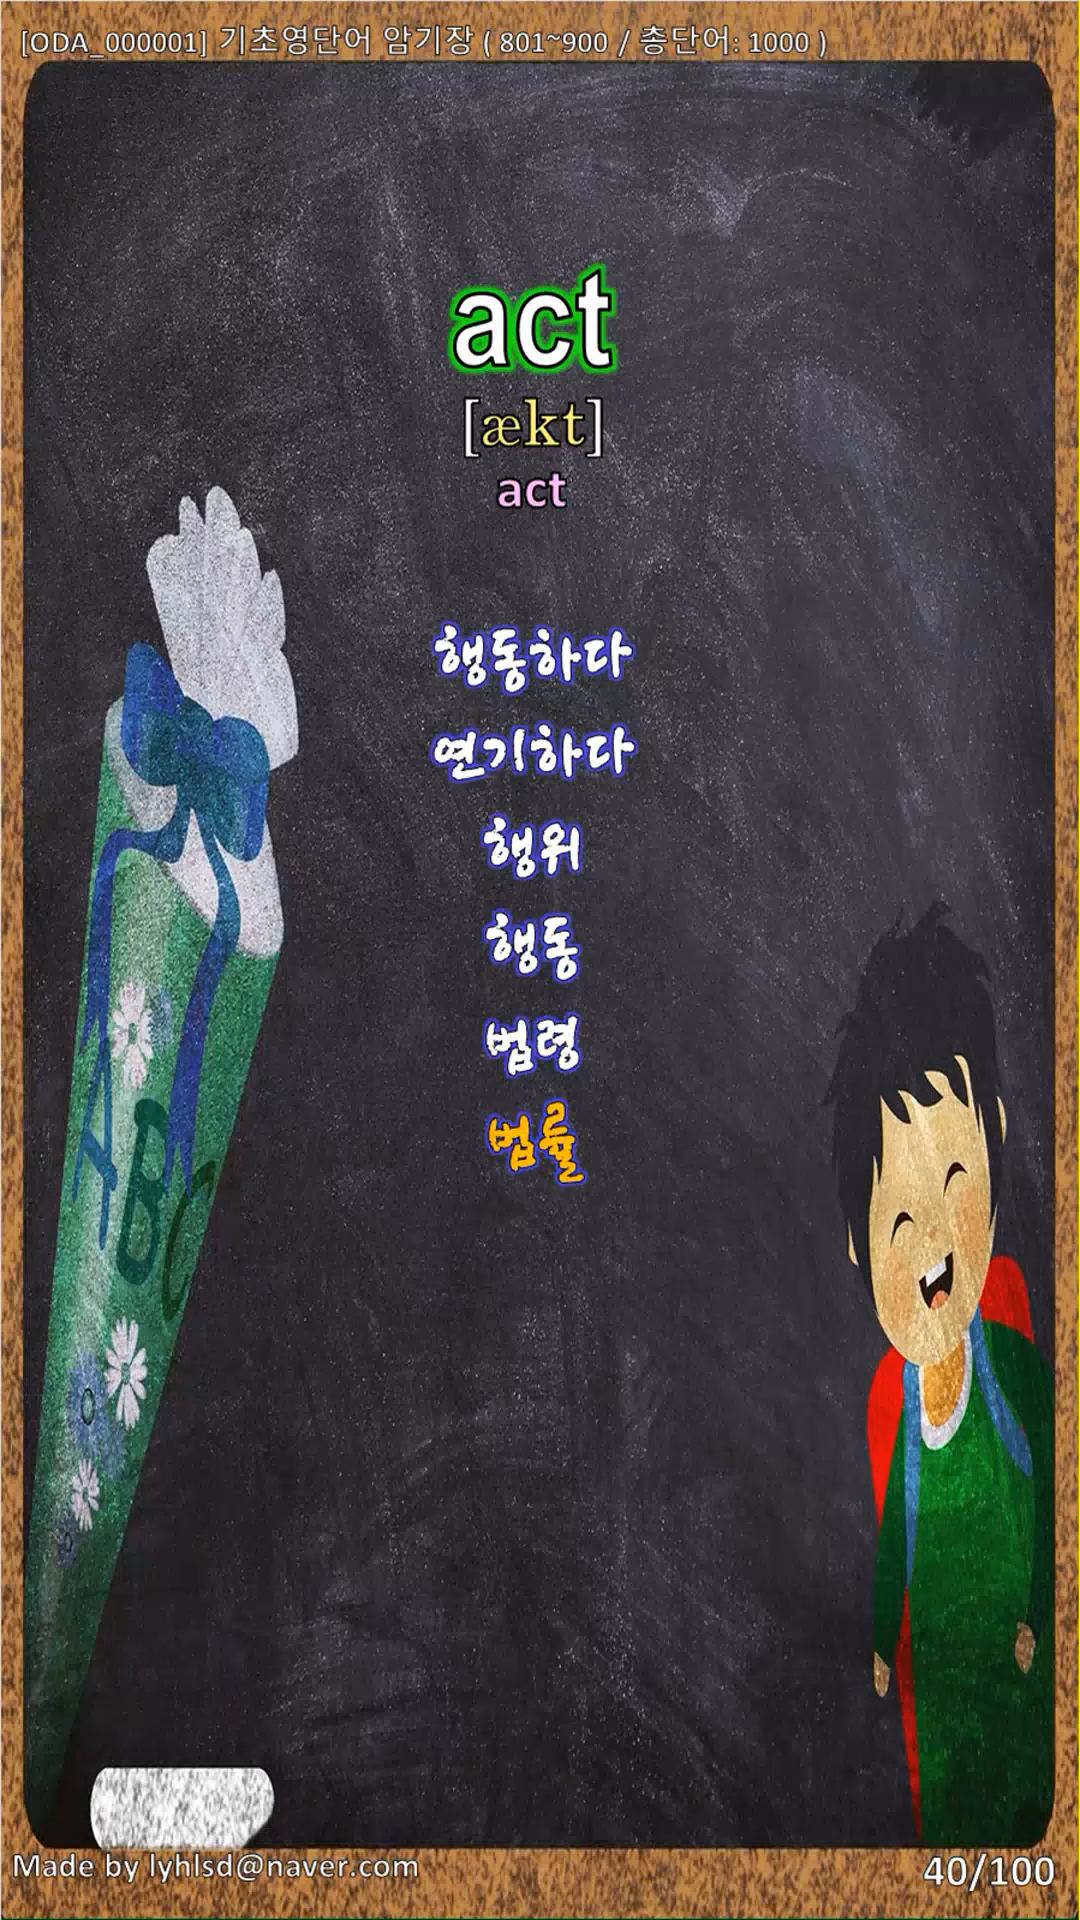 [ODA_000001] 기초영단어 암기장 ( 801~900 / 총단어: 1000 )
act
[ækt]
act
행동하다
연기하다
행위
행동
법령
법률
ABC
Made by lyhlsd@naver.com
40/100